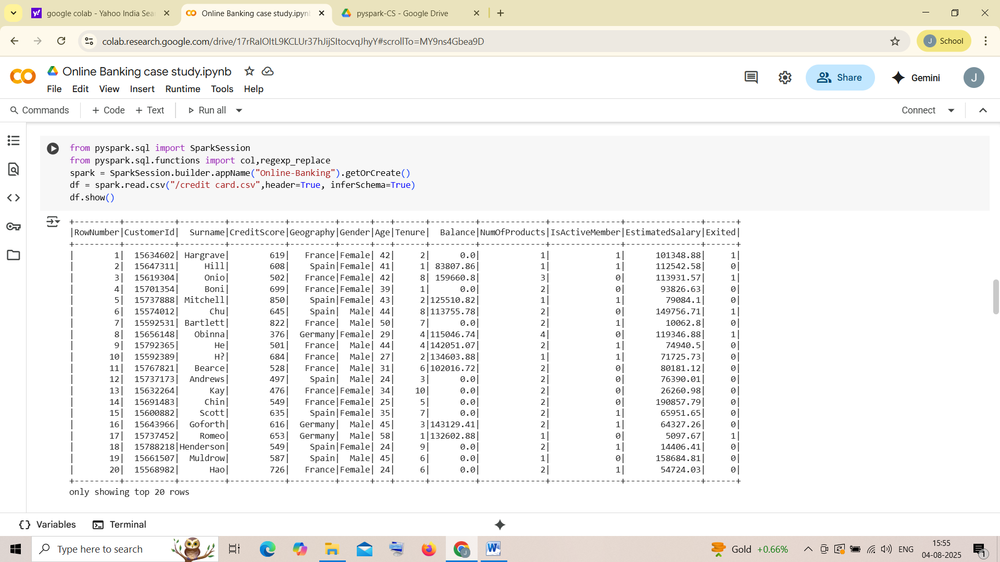 google colab - Yahoo India Sea
Online Banking case study.ipyn
pyspark-CS - Google Drive
colab.research.google.com/drive/17rRaIOItL9KCLUr37hJijSItocvqJhyY#scrollTo=MY9ns4Gbea9D
J School
Online Banking case study.ipynb
File Edit View Insert Runtime Tools Help
Share
Gemini
J
Commands + Code + Text Run all
Connect
from pyspark.sql import SparkSession
from pyspark.sql.functions import col,regexp_replace
spark = SparkSession.builder.appName("Online-Banking").getOrCreate()
df = spark.read.csv("/credit card.csv",header=True, inferSchema=True)
df.show()
+---------+----------+---------+-----------+---------+------+---+------+---------+-------------+--------------+---------------+------+
|RowNumber|CustomerId|  Surname|CreditScore|Geography|Gender|Age|Tenure|  Balance|NumOfProducts|IsActiveMember|EstimatedSalary|Exited|
+---------+----------+---------+-----------+---------+------+---+------+---------+-------------+--------------+---------------+------+
|        1|  15634602| Hargrave|        619|   France|Female| 42|     2|      0.0|            1|             1|      101348.88|     1|
|        2|  15647311|     Hill|        608|    Spain|Female| 41|     1| 83807.86|            1|             1|      112542.58|     0|
|        3|  15619304|     Onio|        502|   France|Female| 42|     8| 159660.8|            3|             0|      113931.57|     1|
|        4|  15701354|     Boni|        699|   France|Female| 39|     1|      0.0|            2|             0|       93826.63|     0|
|        5|  15737888| Mitchell|        850|    Spain|Female| 43|     2|125510.82|            1|             1|        79084.1|     0|
|        6|  15574012|      Chu|        645|    Spain|  Male| 44|     8|113755.78|            2|             0|      149756.71|     1|
|        7|  15592531| Bartlett|        822|   France|  Male| 50|     7|      0.0|            2|             1|        10062.8|     0|
|        8|  15656148|   Obinna|        376|  Germany|Female| 29|     4|115046.74|            4|             0|      119346.88|     1|
|        9|  15792365|       He|        501|   France|  Male| 44|     4|142051.07|            2|             1|        74940.5|     0|
|       10|  15592389|       H?|        684|   France|  Male| 27|     2|134603.88|            1|             1|       71725.73|     0|
|       11|  15767821|   Bearce|        528|   France|  Male| 31|     6|102016.72|            2|             0|       80181.12|     0|
|       12|  15737173|  Andrews|        497|    Spain|  Male| 24|     3|      0.0|            2|             0|       76390.01|     0|
|       13|  15632264|      Kay|        476|   France|Female| 34|    10|      0.0|            2|             0|       26260.98|     0|
|       14|  15691483|     Chin|        549|   France|Female| 25|     5|      0.0|            2|             0|      190857.79|     0|
|       15|  15600882|    Scott|        635|    Spain|Female| 35|     7|      0.0|            2|             1|       65951.65|     0|
|       16|  15643966|  Goforth|        616|  Germany|  Male| 45|     3|143129.41|            2|             1|       64327.26|     0|
|       17|  15737452|    Romeo|        653|  Germany|  Male| 58|     1|132602.88|            1|             0|        5097.67|     1|
|       18|  15788218|Henderson|        549|    Spain|Female| 24|     9|      0.0|            2|             1|       14406.41|     0|
|       19|  15661507|  Muldrow|        587|    Spain|  Male| 45|     6|      0.0|            1|             0|      158684.81|     0|
|       20|  15568982|      Hao|        726|   France|Female| 24|     6|      0.0|            2|             1|       54724.03|     0|
+---------+----------+---------+-----------+---------+------+---+------+---------+-------------+--------------+---------------+------+
only showing top 20 rows
Variables Terminal
Type here to search
Gold +0.66%
ENG
15:55
04-08-2025
1